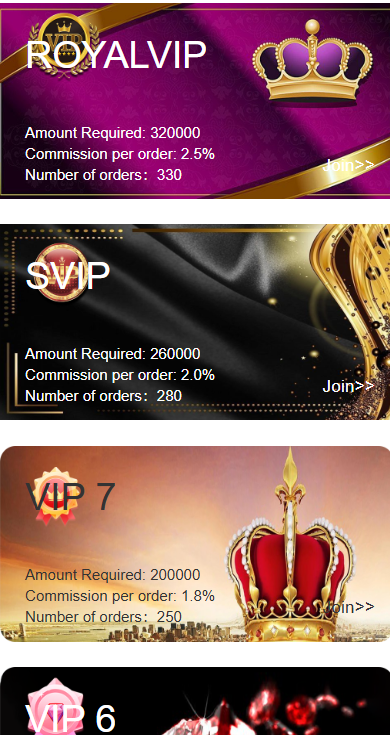 ROYALVIP
Amount Required: 320000
Commission per order: 2.5%
Number of orders：330
Join>>
SVIP
Amount Required: 260000
Commission per order: 2.0%
Number of orders：280
Join>>
VIP 7
Amount Required: 200000
Commission per order: 1.8%
Number of orders：250
Join>>
VIP 6